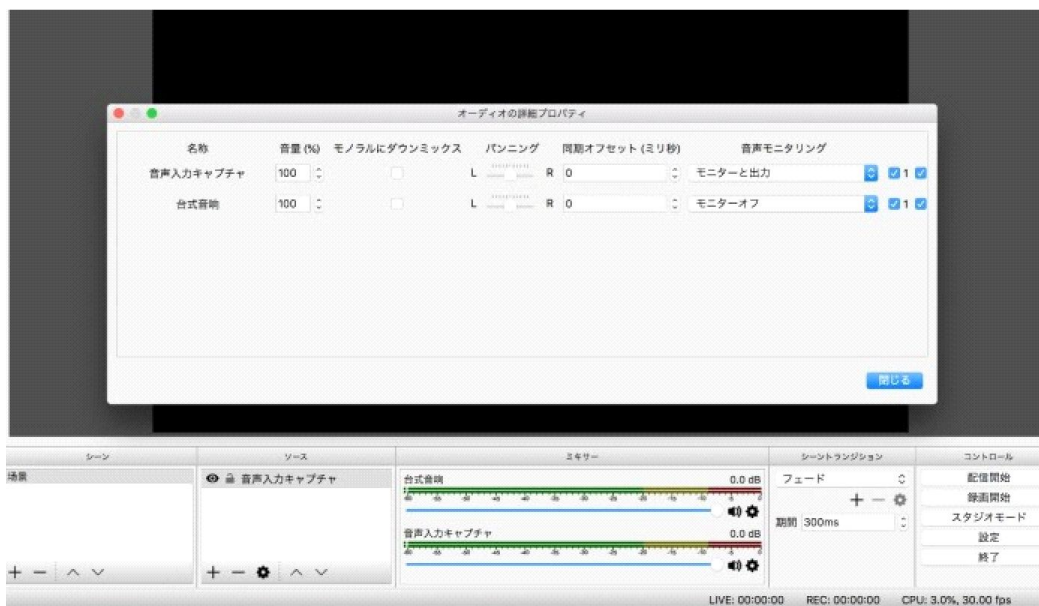 オーディオの詳細プロパティ
名称 音量 (%) モノラルにダウンミックス パンニング 同期オフセット (ミリ秒) 音声モニタリング
音声入力キャプチャ 100 L R 0 モニターと出力 1
台式音响 100 L R 0 モニターオフ 1
閉じる
シーン ソース ミキサー シーントランジション コントロール
场景 音声入力キャプチャ 台式音响 0.0 dB フェード 配信開始
録画開始
期間 300ms スタジオモード
音声入力キャプチャ 0.0 dB 設定
終了
LIVE: 00:00:00 REC: 00:00:00 CPU: 3.0%, 30.00 fps